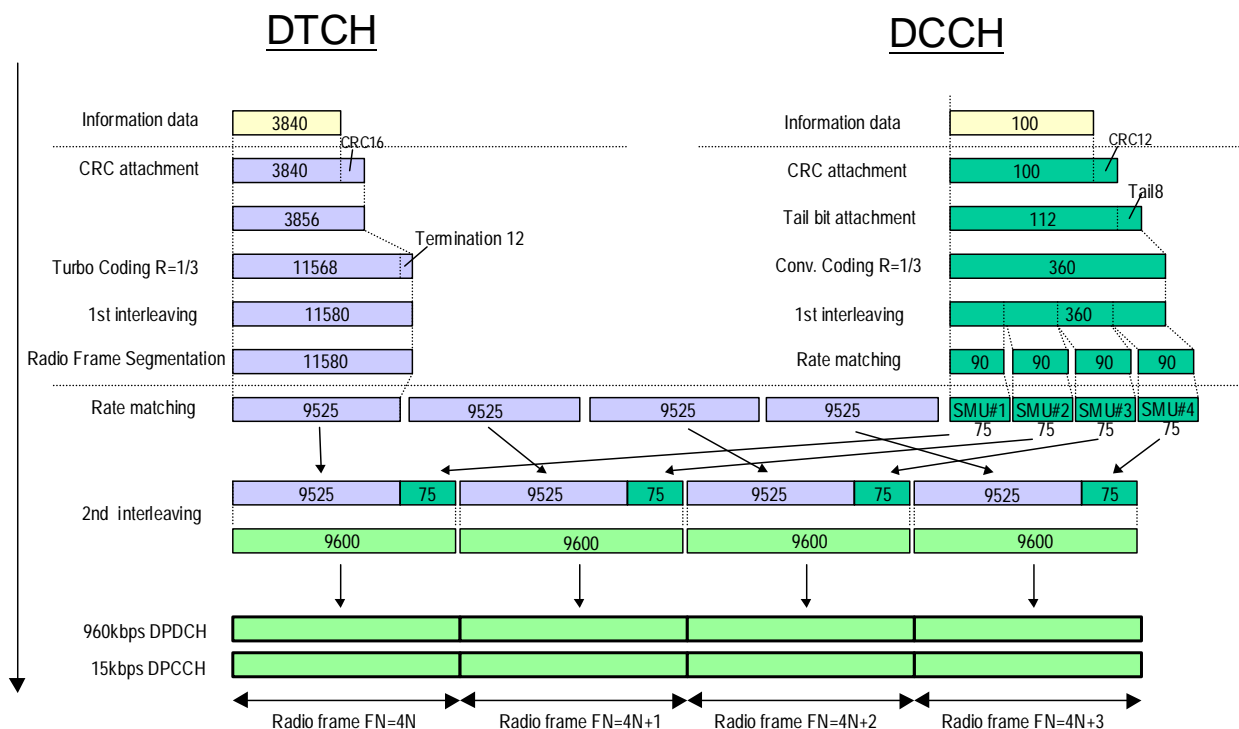 DTCH DCCH
Information data 3840 Information data 100
CRC16 CRC12
CRC attachment 3840 CRC attachment 100
Tail8
3856 Tail bit attachment 112
Termination 12
Turbo Coding R=1/3 11568 Conv. Coding R=1/3 360
1st interleaving 11580 1st interleaving 360
Radio Frame Segmentation 11580 Rate matching 90 90 90 90
Rate matching 9525 9525 9525 9525 SMU#1 SMU#2 SMU#3 SMU#4
75 75 75 75
9525 75 9525 75 9525 75 9525 75
2nd interleaving
9600 9600 9600 9600
960kbps DPDCH
15kbps DPCCH
Radio frame FN=4N Radio frame FN=4N+1 Radio frame FN=4N+2 Radio frame FN=4N+3